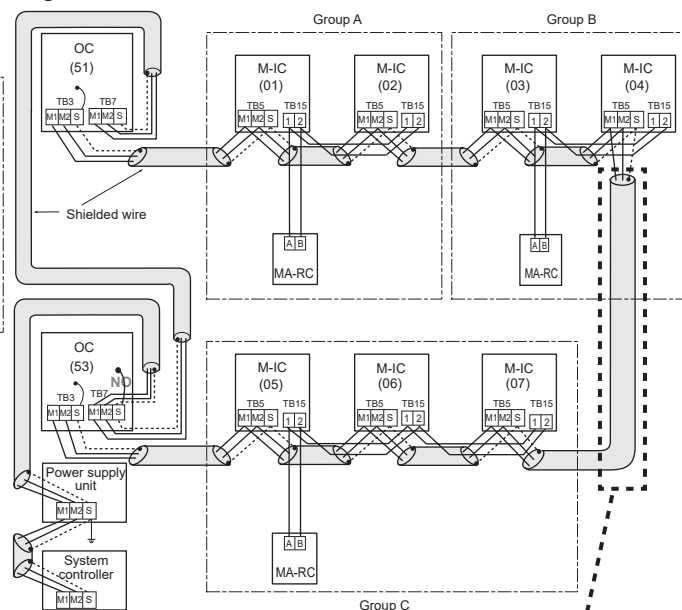 Group A
Group B
OC
(51)
TB3
TB7
M1 M2 S
M1 M2 S
M-IC
(01)
TB5
TB15
M1 M2 S
1 2
M-IC
(02)
TB5
TB15
M1 M2 S
1 2
M-IC
(03)
TB5
TB15
M1 M2 S
1 2
M-IC
(04)
TB5
TB15
M1 M2 S
1 2
Shielded wire
A B
MA-RC
A B
MA-RC
OC
(53)
NO
TB3
TB7
M1 M2 S
M1 M2 S
M-IC
(05)
TB5
TB15
M1 M2 S
1 2
M-IC
(06)
TB5
TB15
M1 M2 S
1 2
M-IC
(07)
TB5
TB15
M1 M2 S
1 2
Power supply
unit
M1 M2 S
System
controller
M1 M2 S
A B
MA-RC
Group C